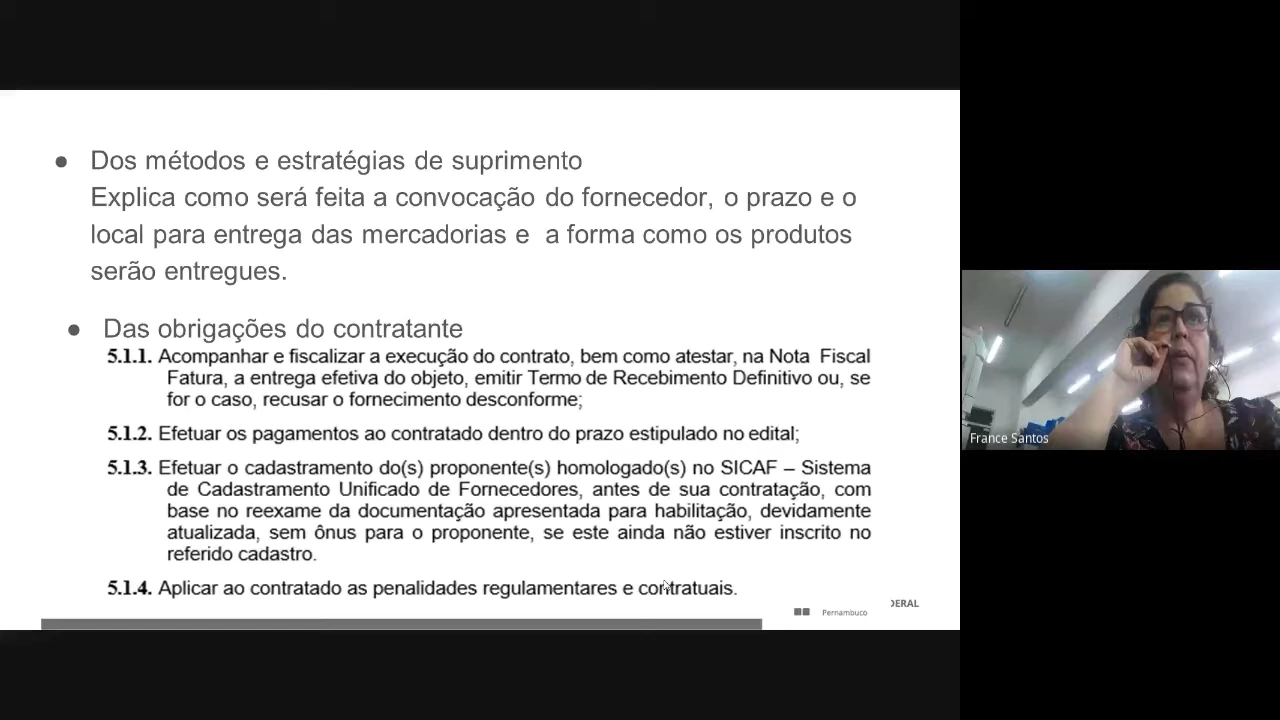 ● Dos métodos e estratégias de suprimento
Explica como será feita a convocação do fornecedor, o prazo e o
local para entrega das mercadorias e a forma como os produtos
serão entregues.
● Das obrigações do contratante
5.1.1. Acompanhar e fiscalizar a execução do contrato, bem como atestar, na Nota Fiscal
Fatura, a entrega efetiva do objeto, emitir Termo de Recebimento Definitivo ou, se
for o caso, recusar o fornecimento desconforme;
5.1.2. Efetuar os pagamentos ao contratado dentro do prazo estipulado no edital;
5.1.3. Efetuar o cadastramento do(s) proponente(s) homologado(s) no SICAF – Sistema
de Cadastramento Unificado de Fornecedores, antes de sua contratação, com
base no reexame da documentação apresentada para habilitação, devidamente
atualizada, sem ônus para o proponente, se este ainda não estiver inscrito no
referido cadastro.
5.1.4. Aplicar ao contratado as penalidades regulamentares e contratuais.
DERAL
Pernambuco
France Santos